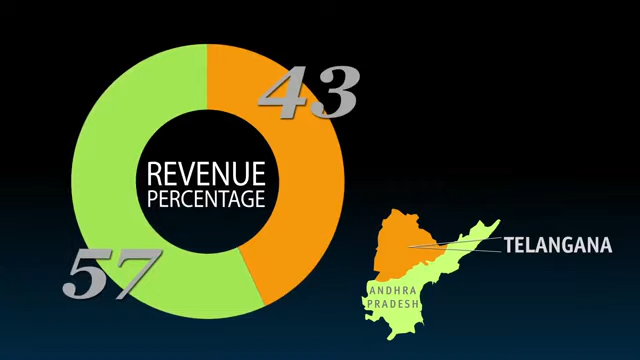 43
REVENUE
PERCENTAGE
57
TELANGANA
ANDHRA
PRADESH